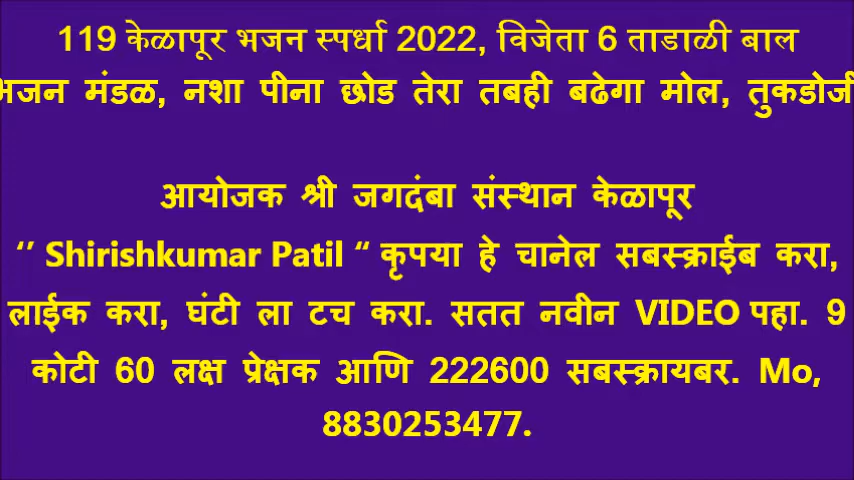 119 केळापूर भजन स्पर्धा 2022, विजेता 6 ताडाळी बाल
भजन मंडळ, नशा पीना छोड तेरा तबही बढेगा मोल, तुकडोजी
आयोजक श्री जगदंबा संस्थान केळापूर
‘’ Shirishkumar Patil “ कृपया हे चानेल सबस्क्राईब करा,
लाईक करा, घंटी ला टच करा. सतत नवीन VIDEO पहा. 9
कोटी 60 लक्ष प्रेक्षक आणि 222600 सबस्क्रायबर. Mo,
8830253477.